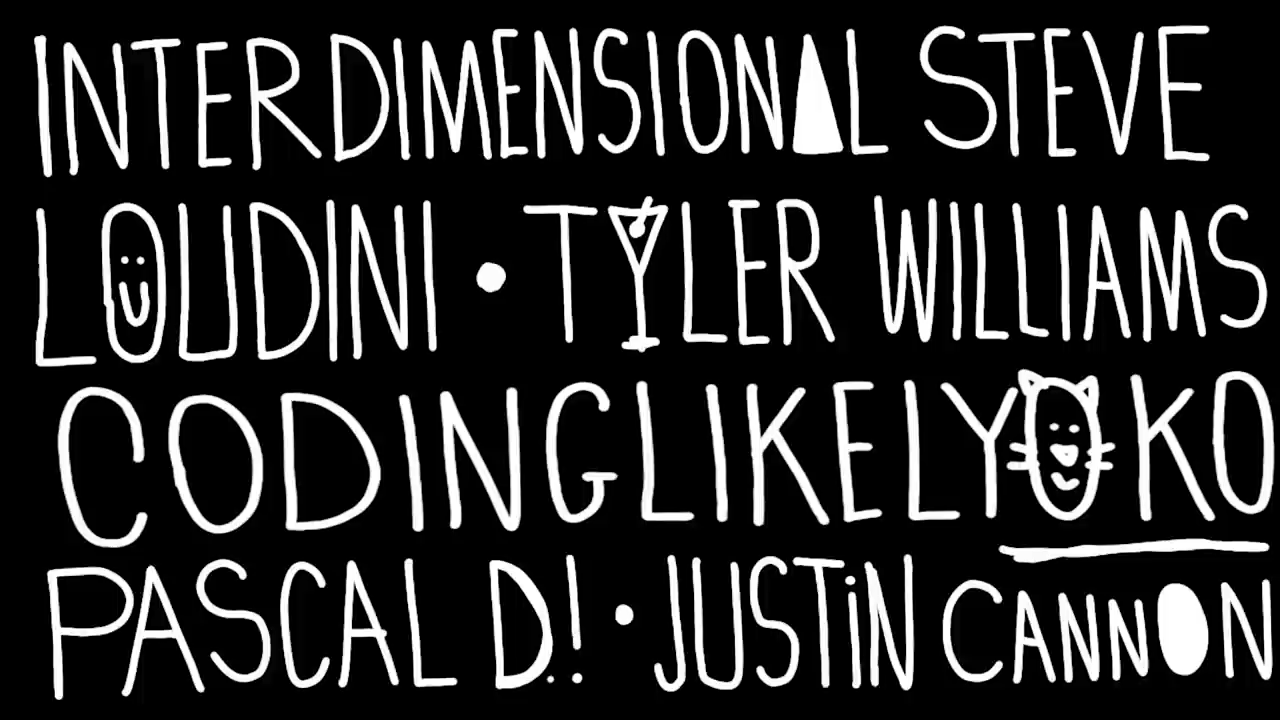 INTERDIMENSIONAL STEVE
LOUDINI • TYLER WILLIAMS
CODINGLIKELYOKO
PASCAL D.! • JUSTiN CANNON